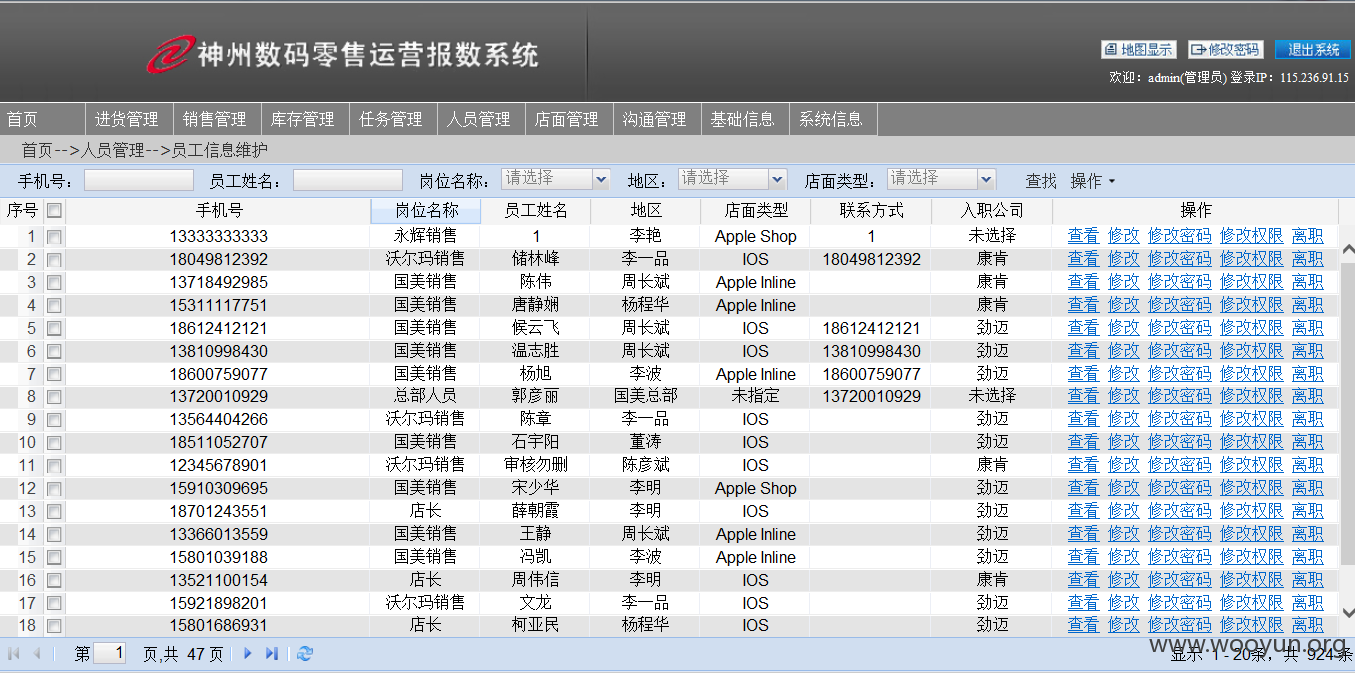 神州数码零售运营报数系统
地图显示 修改密码 退出系统
欢迎：admin(管理员) 登录IP：115.236.91.15
首页 进货管理 销售管理 库存管理 任务管理 人员管理 店面管理 沟通管理 基础信息 系统信息
首页-->人员管理-->员工信息维护
手机号： 员工姓名： 岗位名称： 请选择 地区： 请选择 店面类型： 请选择 查找 操作
序号 手机号 岗位名称 员工姓名 地区 店面类型 联系方式 入职公司 操作
1 13333333333 永辉销售 1 李艳 Apple Shop 1 未选择 查看 修改 修改密码 修改权限 离职
2 18049812392 沃尔玛销售 储林峰 李一品 IOS 18049812392 康肯 查看 修改 修改密码 修改权限 离职
3 13718492985 国美销售 陈伟 周长斌 Apple Inline 康肯 查看 修改 修改密码 修改权限 离职
4 15311117751 国美销售 唐静娴 杨程华 Apple Inline 康肯 查看 修改 修改密码 修改权限 离职
5 18612412121 国美销售 候云飞 周长斌 IOS 18612412121 劲迈 查看 修改 修改密码 修改权限 离职
6 13810998430 国美销售 温志胜 周长斌 IOS 13810998430 劲迈 查看 修改 修改密码 修改权限 离职
7 18600759077 国美销售 杨旭 李波 Apple Inline 18600759077 劲迈 查看 修改 修改密码 修改权限 离职
8 13720010929 总部人员 郭彦丽 国美总部 未指定 13720010929 未选择 查看 修改 修改密码 修改权限 离职
9 13564404266 沃尔玛销售 陈章 李一品 IOS 劲迈 查看 修改 修改密码 修改权限 离职
10 18511052707 国美销售 石宇阳 董涛 IOS 劲迈 查看 修改 修改密码 修改权限 离职
11 12345678901 沃尔玛销售 审核勿删 陈彦斌 IOS 康肯 查看 修改 修改密码 修改权限 离职
12 15910309695 国美销售 宋少华 李明 Apple Shop 劲迈 查看 修改 修改密码 修改权限 离职
13 18701243551 店长 薛朝霞 李明 IOS 劲迈 查看 修改 修改密码 修改权限 离职
14 13366013559 国美销售 王静 周长斌 Apple Inline 劲迈 查看 修改 修改密码 修改权限 离职
15 15801039188 国美销售 冯凯 李波 Apple Inline 劲迈 查看 修改 修改密码 修改权限 离职
16 13521100154 店长 周伟信 李明 IOS 康肯 查看 修改 修改密码 修改权限 离职
17 15921898201 沃尔玛销售 文龙 李一品 IOS 劲迈 查看 修改 修改密码 修改权限 离职
18 15801686931 店长 柯亚民 杨程华 IOS 劲迈 查看 修改 修改密码 修改权限 离职
第 1 页,共 47 页
显示 1 - 20条，共 924条
www.wooyun.org